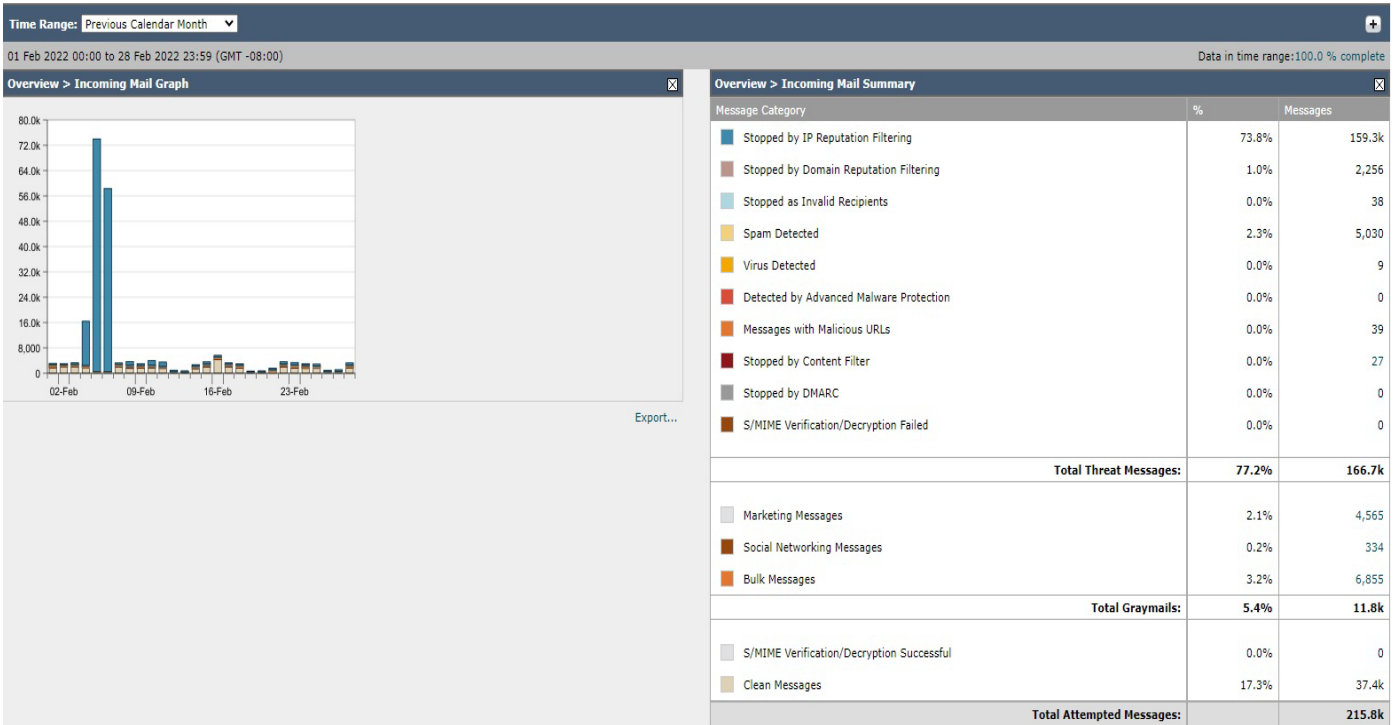 Time Range: Previous Calendar Month
01 Feb 2022 00:00 to 28 Feb 2022 23:59 (GMT -08:00)
Data in time range:100.0 % complete
Overview > Incoming Mail Graph
80.0k
72.0k
64.0k
56.0k
48.0k
40.0k
32.0k
24.0k
16.0k
8,000
0
02-Feb 09-Feb 16-Feb 23-Feb
Export...
Overview > Incoming Mail Summary
Message Category % Messages
Stopped by IP Reputation Filtering 73.8% 159.3k
Stopped by Domain Reputation Filtering 1.0% 2,256
Stopped as Invalid Recipients 0.0% 38
Spam Detected 2.3% 5,030
Virus Detected 0.0% 9
Detected by Advanced Malware Protection 0.0% 0
Messages with Malicious URLs 0.0% 39
Stopped by Content Filter 0.0% 27
Stopped by DMARC 0.0% 0
S/MIME Verification/Decryption Failed 0.0% 0
Total Threat Messages: 77.2% 166.7k
Marketing Messages 2.1% 4,565
Social Networking Messages 0.2% 334
Bulk Messages 3.2% 6,855
Total Graymails: 5.4% 11.8k
S/MIME Verification/Decryption Successful 0.0% 0
Clean Messages 17.3% 37.4k
Total Attempted Messages: 215.8k